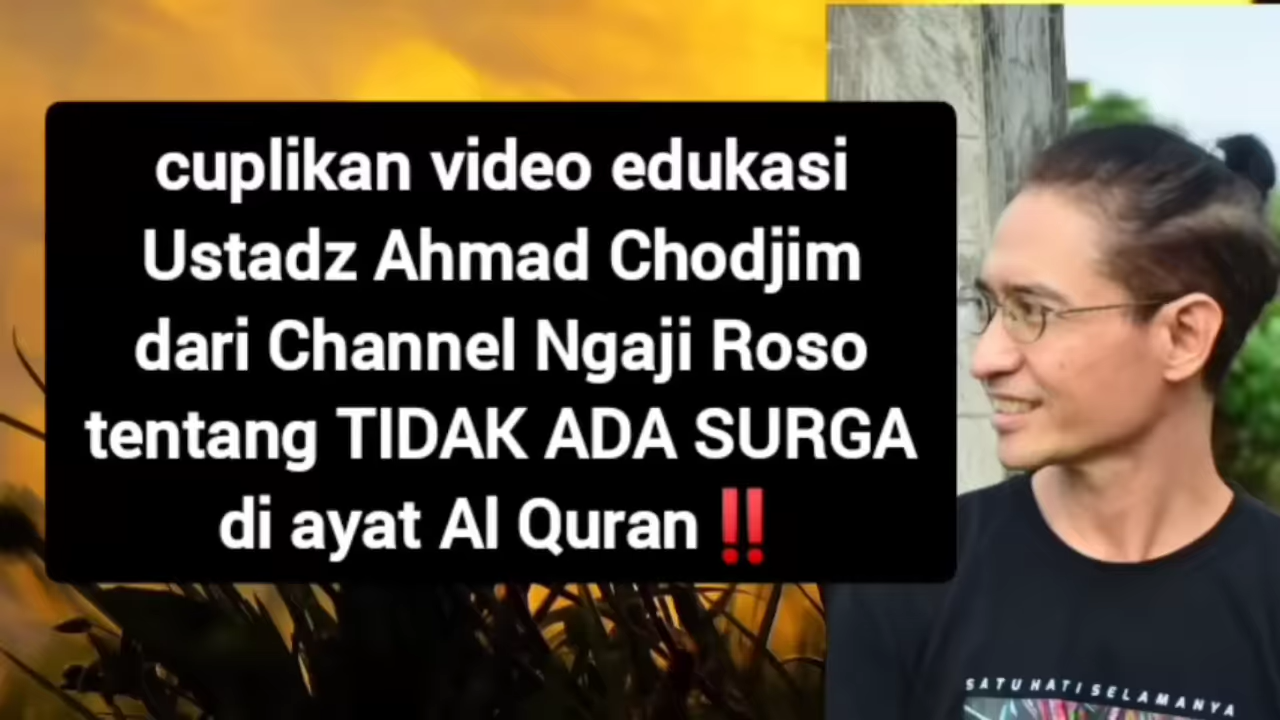 cuplikan video edukasi
Ustadz Ahmad Chodjim
dari Channel Ngaji Roso
tentang TIDAK ADA SURGA
di ayat Al Quran‼️
SATU HATI SELAMANYA